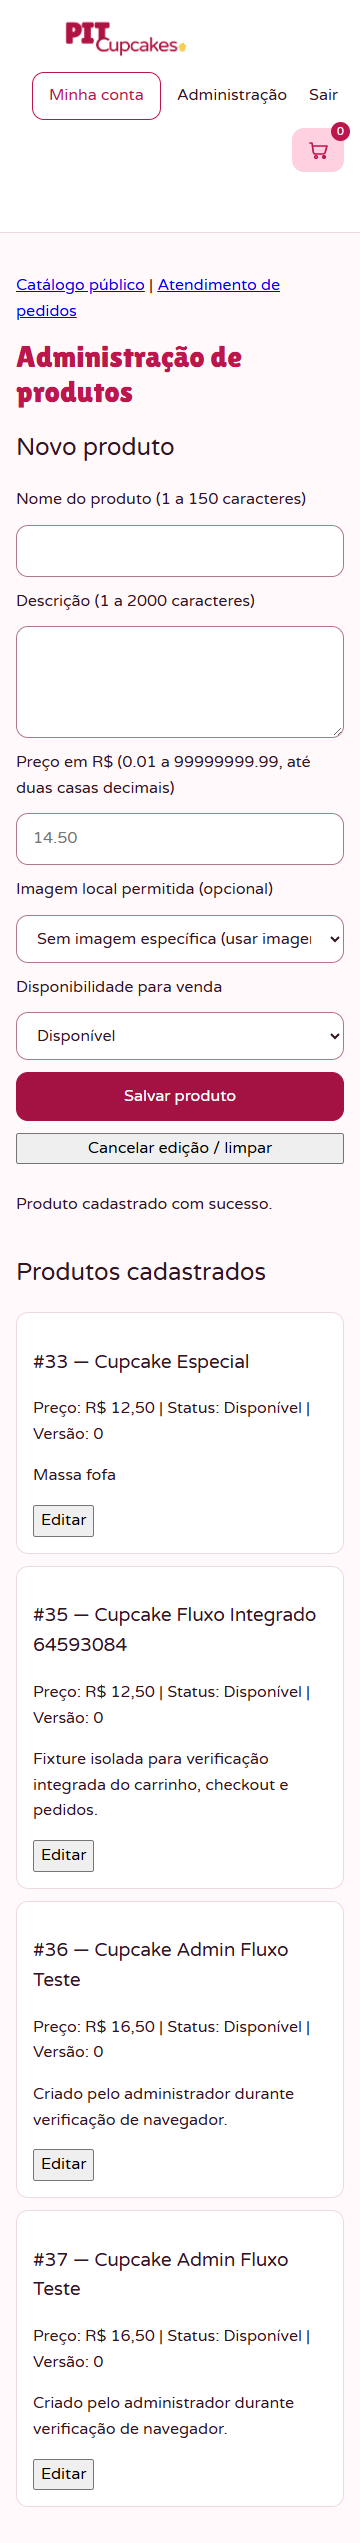 PIT
Cupcakes
Minha conta Administração Sair
0
Catálogo público | Atendimento de
pedidos
Administração de
produtos
Novo produto
Nome do produto (1 a 150 caracteres)
Descrição (1 a 2000 caracteres)
Preço em R$ (0.01 a 99999999.99, até
duas casas decimais)
14.50
Imagem local permitida (opcional)
Sem imagem específica (usar image
Disponibilidade para venda
Disponível
Salvar produto
Cancelar edição / limpar
Produto cadastrado com sucesso.
Produtos cadastrados
#33 — Cupcake Especial
Preço: R$ 12,50 | Status: Disponível |
Versão: 0
Massa fofa
Editar
#35 — Cupcake Fluxo Integrado
64593084
Preço: R$ 12,50 | Status: Disponível |
Versão: 0
Fixture isolada para verificação
integrada do carrinho, checkout e
pedidos.
Editar
#36 — Cupcake Admin Fluxo
Teste
Preço: R$ 16,50 | Status: Disponível |
Versão: 0
Criado pelo administrador durante
verificação de navegador.
Editar
#37 — Cupcake Admin Fluxo
Teste
Preço: R$ 16,50 | Status: Disponível |
Versão: 0
Criado pelo administrador durante
verificação de navegador.
Editar